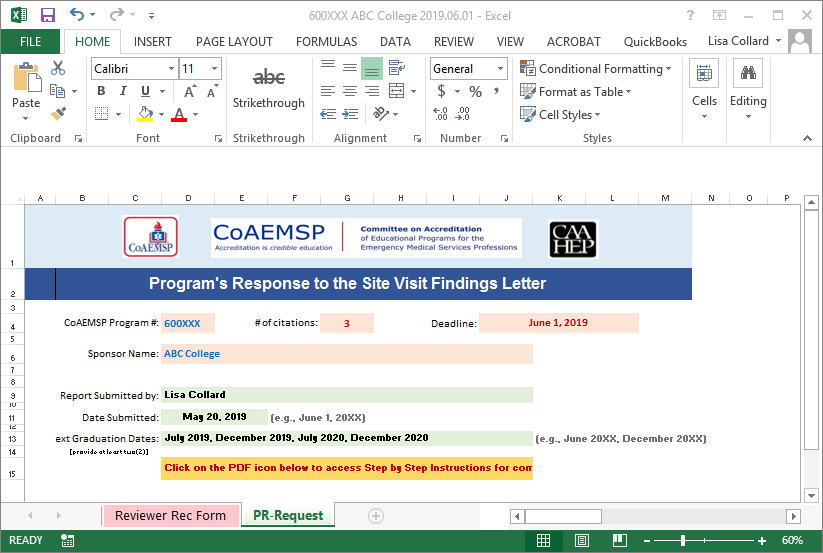 600XXX ABC College 2019.06.01 - Excel
?
FILE HOME INSERT PAGE LAYOUT FORMULAS DATA REVIEW VIEW ACROBAT QuickBooks Lisa Collard
Calibri 11 abc General Conditional Formatting
Paste B I U A A Strikethrough $ % , Format as Table Cells Editing
A .00 .0 Cell Styles
Clipboard Font Strikethrough Alignment Number Styles
A B C D E F G H I J K L M N O P
1
CoAEMSP
CoAEMSP
Accreditation is credible education
Committee on Accreditation
of Educational Programs for the
Emergency Medical Services Professions
CAA
HEP
2 Program's Response to the Site Visit Findings Letter
3
4 CoAEMSP Program #: 600XXX # of citations: 3 Deadline: June 1, 2019
5
6 Sponsor Name: ABC College
7
8
9 Report Submitted by: Lisa Collard
10
11 Date Submitted: May 20, 2019 (e.g., June 1, 20XX)
12
13 ext Graduation Dates: July 2019, December 2019, July 2020, December 2020 (e.g., June 20XX, December 20XX)
14 [provide at least two (2)]
15 Click on the PDF icon below to access Step by Step Instructions for com
Reviewer Rec Form PR-Request
READY 60%